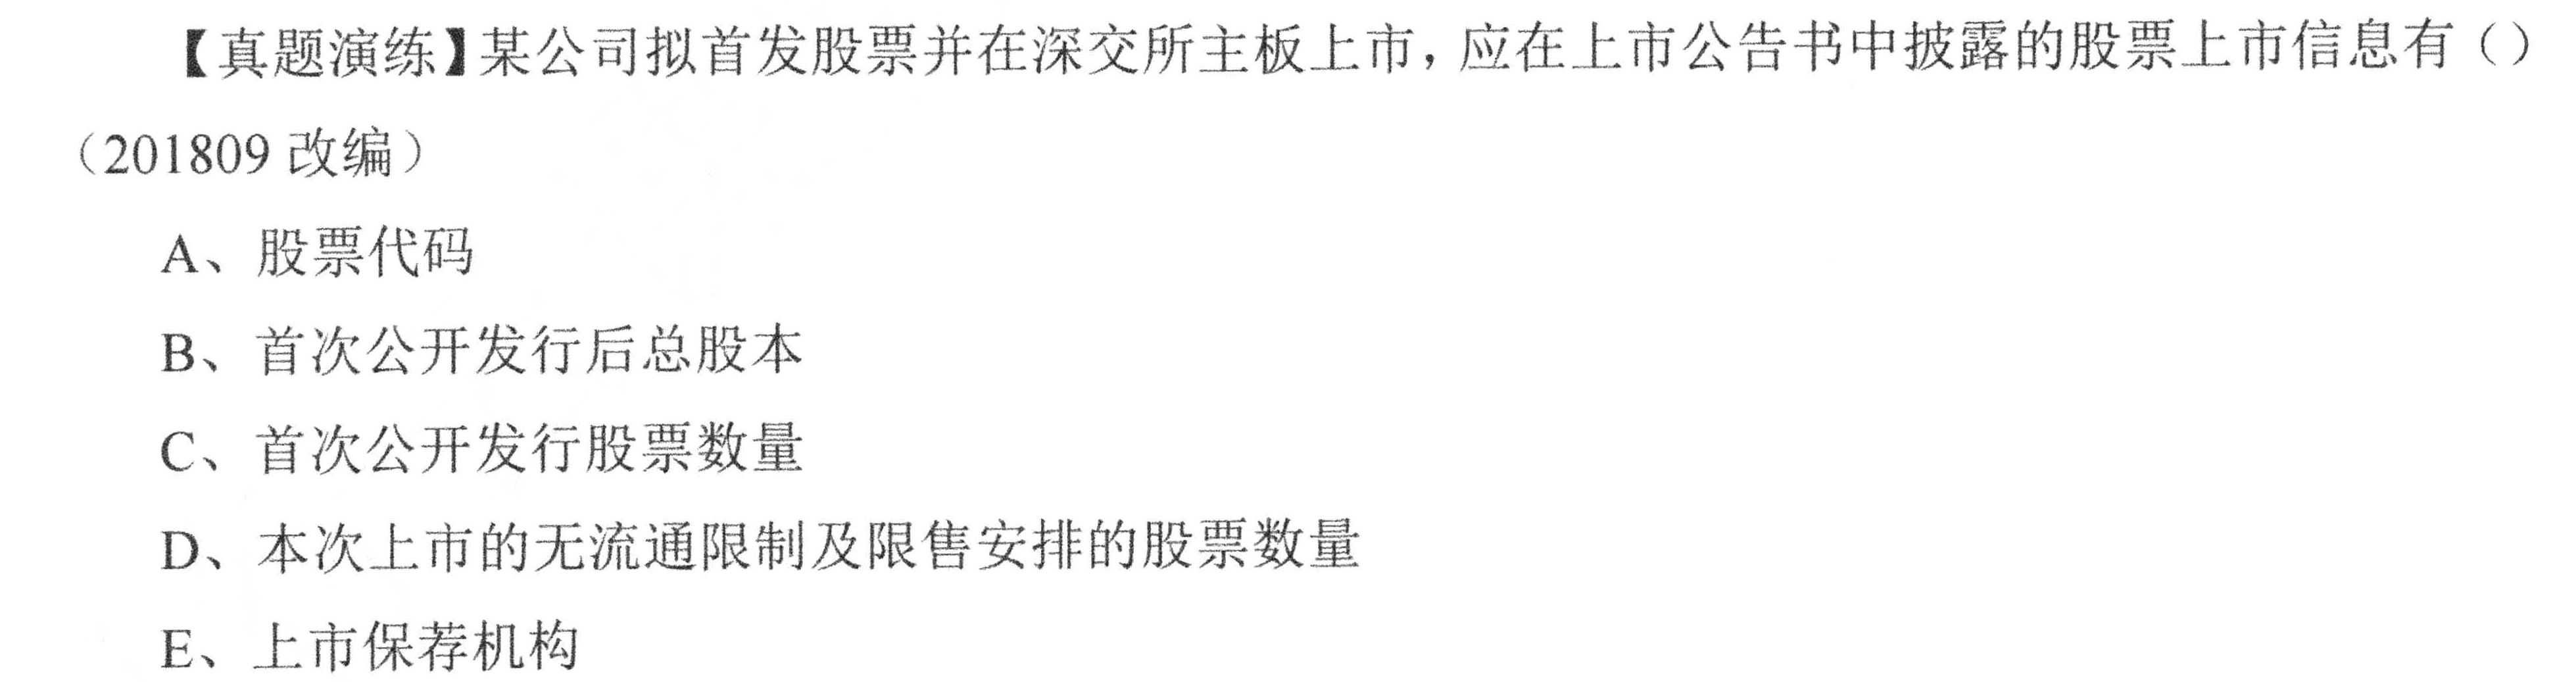 【真题演练】某公司拟首发股票并在深交所主板上市，应在上市公告书中披露的股票上市信息有（）
（201809 改编）
A、股票代码
B、首次公开发行后总股本
C、首次公开发行股票数量
D、本次上市的无流通限制及限售安排的股票数量
E、上市保荐机构